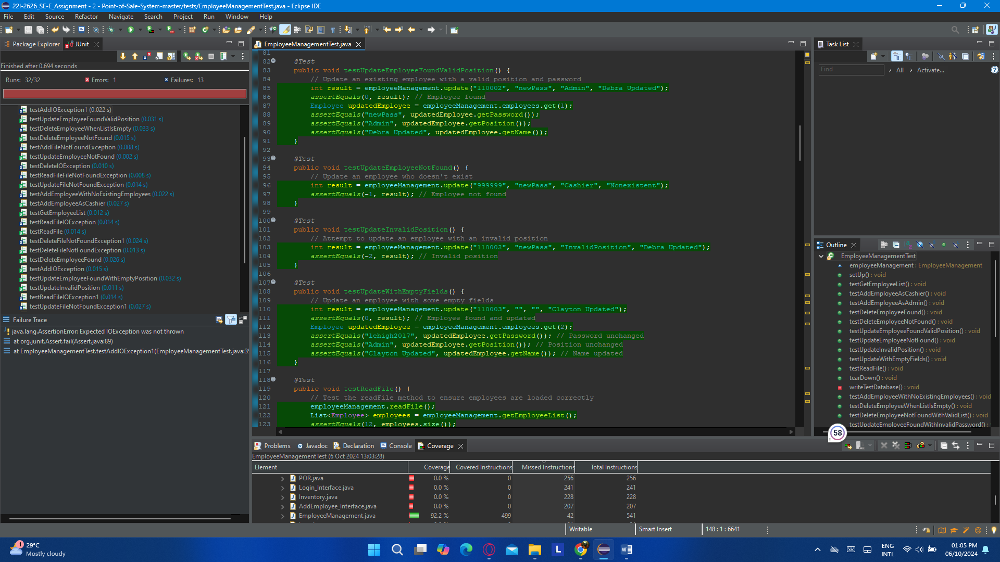 22I-2626_SE-E_Assignment - 2 - Point-of-Sale-System-master/tests/EmployeeManagementTest.java - Eclipse IDE
File Edit Source Refactor Navigate Search Project Run Window Help
Package Explorer JUnit
Finished after 0.694 seconds
Runs: 32/32 Errors: 1 Failures: 13
testAddIOException1 (0.022 s)
testUpdateEmployeeFoundValidPosition (0.031 s)
testDeleteEmployeeWhenListIsEmpty (0.033 s)
testDeleteEmployeeNotFound (0.015 s)
testAddFileNotFoundException (0.008 s)
testUpdateEmployeeNotFound (0.002 s)
testDeleteIOException (0.010 s)
testReadFileFileNotFoundException (0.008 s)
testUpdateFileNotFoundException (0.014 s)
testAddEmployeeWithNoExistingEmployees (0.022 s)
testAddEmployeeAsCashier (0.027 s)
testGetEmployeeList (0.012 s)
testReadFileIOException (0.014 s)
testReadFile (0.014 s)
testDeleteFileNotFoundException1 (0.024 s)
testDeleteFileNotFoundException (0.013 s)
testDeleteEmployeeFound (0.026 s)
testAddIOException (0.015 s)
testUpdateEmployeeFoundWithEmptyPosition (0.032 s)
testUpdateInvalidPosition (0.011 s)
testReadFileIOException1 (0.014 s)
testUpdateFileNotFoundException1 (0.027 s)
Failure Trace
java.lang.AssertionError: Expected IOException was not thrown
at org.junit.Assert.fail(Assert.java:89)
at EmployeeManagementTest.testAddIOException1(EmployeeManagementTest.java:35
EmployeeManagementTest.java
81
82 @Test
83 public void testUpdateEmployeeFoundValidPosition() {
84 // Update an existing employee with a valid position and password
85 int result = employeeManagement.update("110002", "newPass", "Admin", "Debra Updated");
86 assertEquals(0, result); // Employee found
87 Employee updatedEmployee = employeeManagement.employees.get(1);
88 assertEquals("newPass", updatedEmployee.getPassword());
89 assertEquals("Admin", updatedEmployee.getPosition());
90 assertEquals("Debra Updated", updatedEmployee.getName());
91 }
92
93 @Test
94 public void testUpdateEmployeeNotFound() {
95 // Update an employee who doesn't exist
96 int result = employeeManagement.update("999999", "newPass", "Cashier", "Nonexistent");
97 assertEquals(-1, result); // Employee not found
98 }
99
100 @Test
101 public void testUpdateInvalidPosition() {
102 // Attempt to update an employee with an invalid position
103 int result = employeeManagement.update("110002", "newPass", "InvalidPosition", "Debra Updated");
104 assertEquals(-2, result); // Invalid position
105 }
106
107 @Test
108 public void testUpdateWithEmptyFields() {
109 // Update an employee with some empty fields
110 int result = employeeManagement.update("110003", "", "", "Clayton Updated");
111 assertEquals(0, result); // Employee found and updated
112 Employee updatedEmployee = employeeManagement.employees.get(2);
113 assertEquals("lehigh2017", updatedEmployee.getPassword()); // Password unchanged
114 assertEquals("Admin", updatedEmployee.getPosition()); // Position unchanged
115 assertEquals("Clayton Updated", updatedEmployee.getName()); // Name updated
116 }
117
118 @Test
119 public void testReadFile() {
120 // Test the readFile method to ensure employees are loaded correctly
121 employeeManagement.readFile();
122 List<Employee> employees = employeeManagement.getEmployeeList();
123 assertEquals(12, employees.size());
Task List
Find All Activate...
Outline
EmployeeManagementTest
employeeManagement : EmployeeManagement
setUp() : void
testGetEmployeeList() : void
testAddEmployeeAsCashier() : void
testAddEmployeeAsAdmin() : void
testDeleteEmployeeFound() : void
testDeleteEmployeeNotFound() : void
testUpdateEmployeeFoundValidPosition() : void
testUpdateEmployeeNotFound() : void
testUpdateInvalidPosition() : void
testUpdateWithEmptyFields() : void
testReadFile() : void
tearDown() : void
writeTestDatabase() : void
testAddEmployeeWithNoExistingEmployees() : void
testDeleteEmployeeWhenListIsEmpty() : void
testDeleteEmployeeNotFoundWithValidList() : void
testUpdateEmployeeFoundWithInvalidPassword() :
58
Problems Javadoc Declaration Console Coverage
EmployeeManagementTest (6 Oct 2024 13:03:28)
Element Coverage Covered Instructions Missed Instructions Total Instructions
POR.java 0.0 % 0 256 256
Login_Interface.java 0.0 % 0 241 241
Inventory.java 0.0 % 0 228 228
AddEmployee_Interface.java 0.0 % 0 207 207
EmployeeManagement.java 92.2 % 499 42 541
Writable Smart Insert 148 : 1 : 6641
1
29°C
Mostly cloudy
ENG
INTL
01:05 PM
06/10/2024